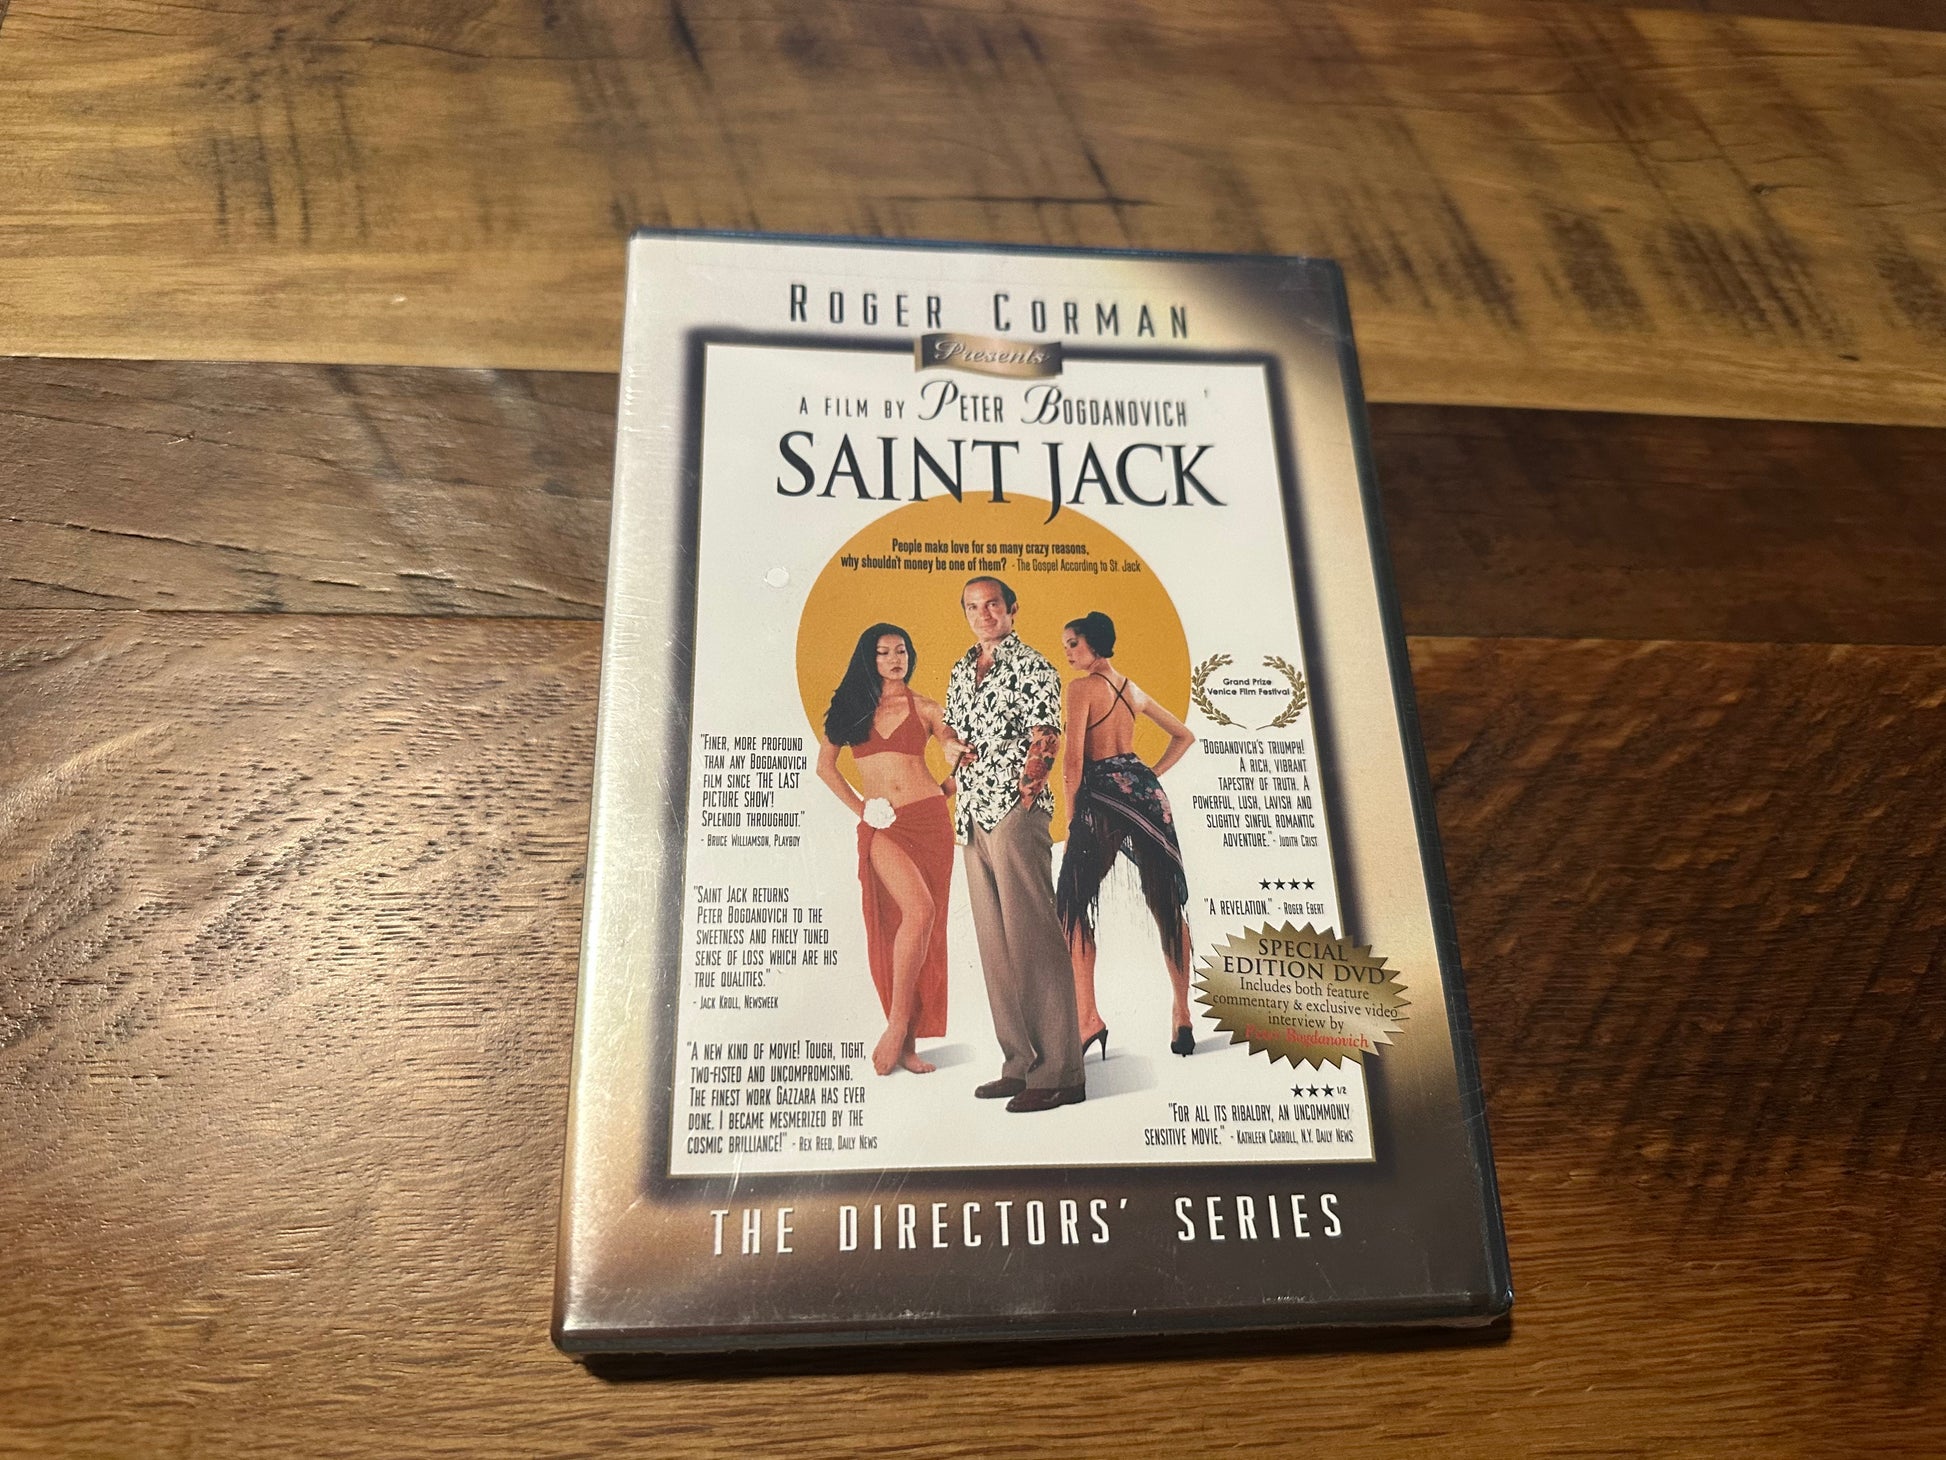 ROGER CORMAN
Presents
A FILM BY PETER BOGDANOVICH
SAINT JACK
People make love for so many crazy reasons,
why shouldn't money be one of them? - The Gospel According to St. Jack
Grand Prize
Venice Film Festival
"FINER, MORE PROFOUND
THAN ANY BOGDANOVICH
FILM SINCE 'THE LAST
PICTURE SHOW'!
SPLENDID THROUGHOUT."
- BRUCE WILLIAMSON, PLAYBOY
"SAINT JACK RETURNS
PETER BOGDANOVICH TO THE
SWEETNESS AND FINELY TUNED
SENSE OF LOSS WHICH ARE HIS
TRUE QUALITIES."
- JACK KROLL, NEWSWEEK
"A NEW KIND OF MOVIE! TOUGH, TIGHT,
TWO-FISTED AND UNCOMPROMISING.
THE FINEST WORK GAZZARA HAS EVER
DONE. I BECAME MESMERIZED BY THE
COSMIC BRILLIANCE!" - REX REED, DAILY NEWS
"BOGDANOVICH'S TRIUMPH!
A RICH, VIBRANT
TAPESTRY OF TRUTH. A
POWERFUL, LUSH, LAVISH AND
SLIGHTLY SINFUL ROMANTIC
ADVENTURE." - JUDITH CRIST
★★★★
"A REVELATION." - ROGER EBERT
SPECIAL
EDITION DVD
Includes both feature
commentary & exclusive video
interview by
Peter Bogdanovich
★★★ 1/2
"FOR ALL ITS RIBALDRY, AN UNCOMMONLY
SENSITIVE MOVIE." - KATHLEEN CARROLL, N.Y. DAILY NEWS
THE DIRECTORS' SERIES